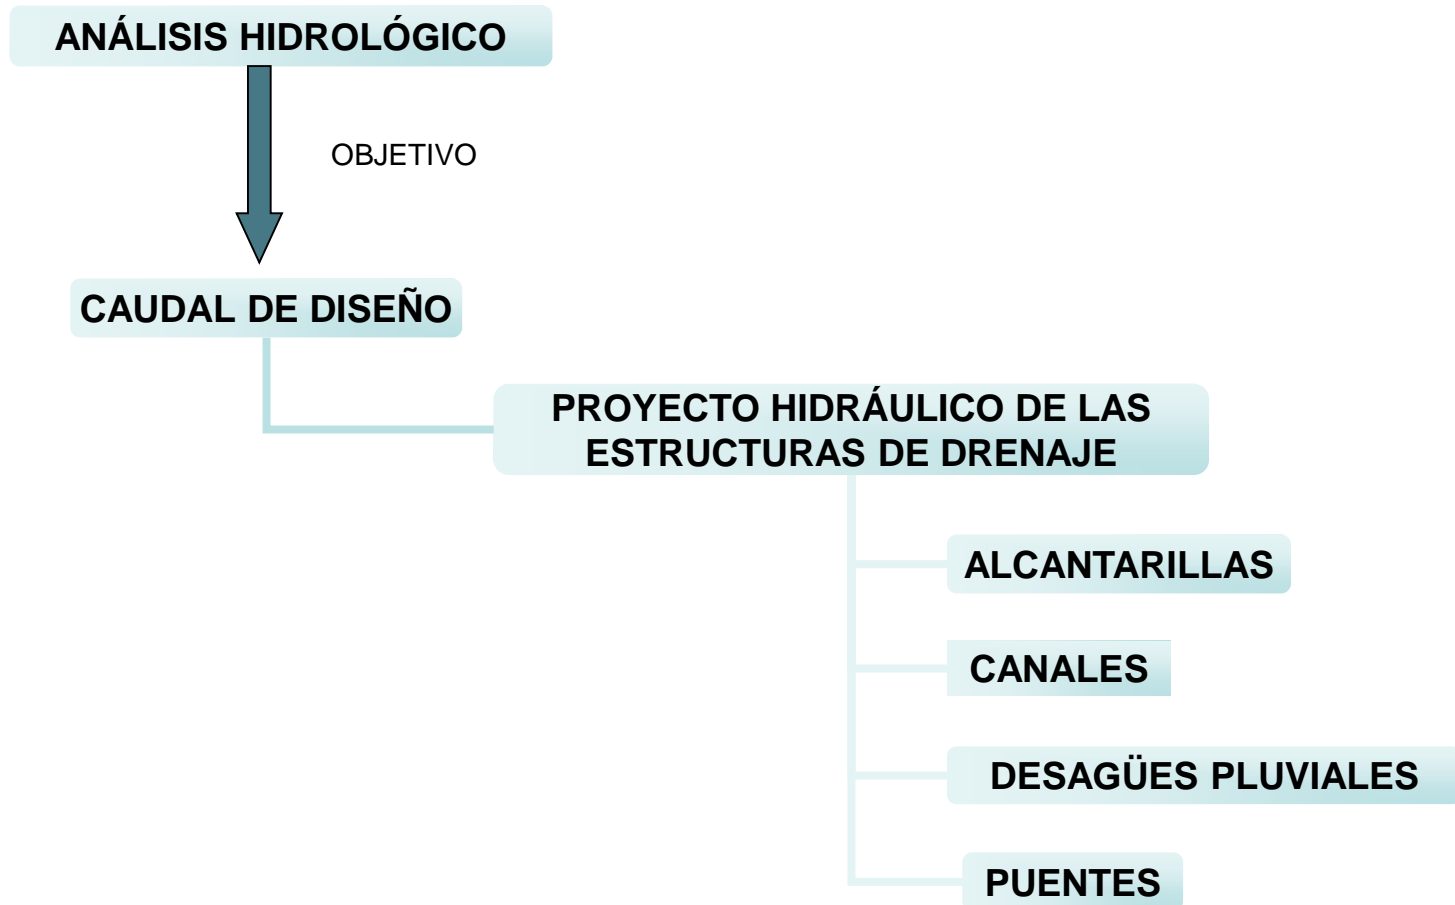 ANÁLISIS HIDROLÓGICO
OBJETIVO
CAUDAL DE DISEÑO
PROYECTO HIDRÁULICO DE LAS
ESTRUCTURAS DE DRENAJE
ALCANTARILLAS
CANALES
DESAGÜES PLUVIALES
PUENTES